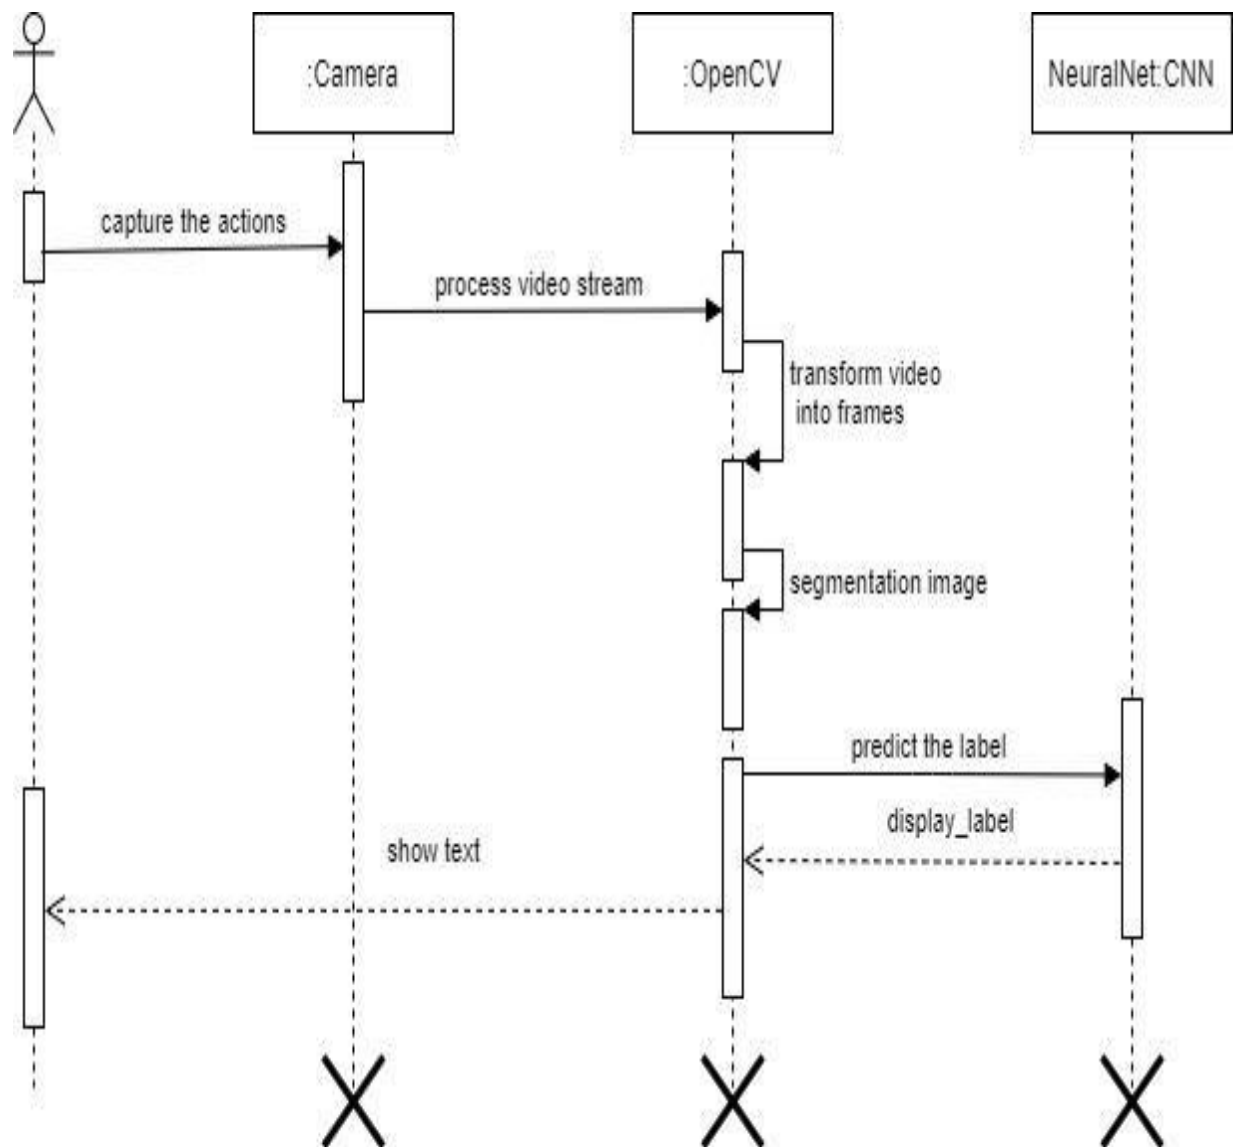 :Camera
:OpenCV
NeuralNet:CNN
capture the actions
process video stream
transform video
into frames
segmentation image
predict the label
display_label
show text